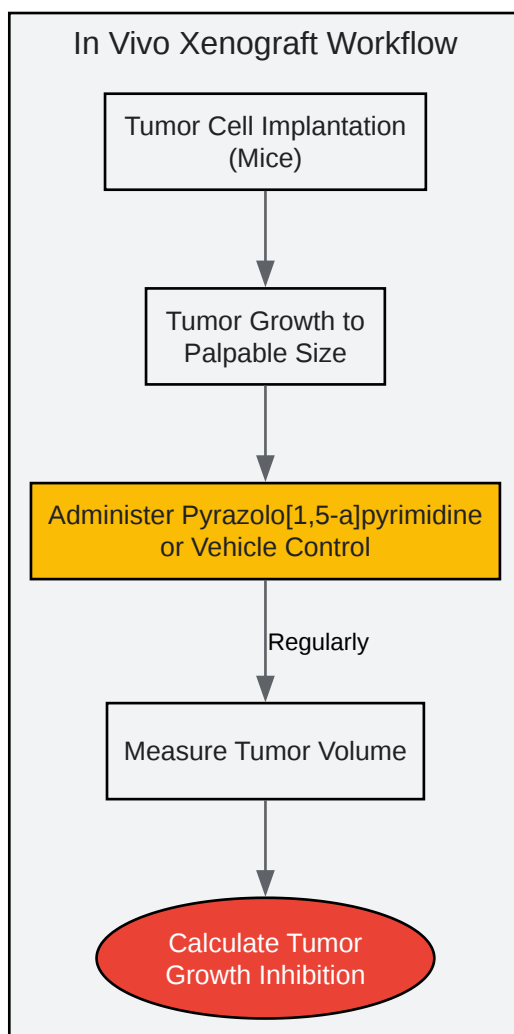 In Vivo Xenograft Workflow
Tumor Cell Implantation
(Mice)
Tumor Growth to
Palpable Size
Administer Pyrazolo[1,5-a]pyrimidine
or Vehicle Control
Regularly
Measure Tumor Volume
Calculate Tumor
Growth Inhibition